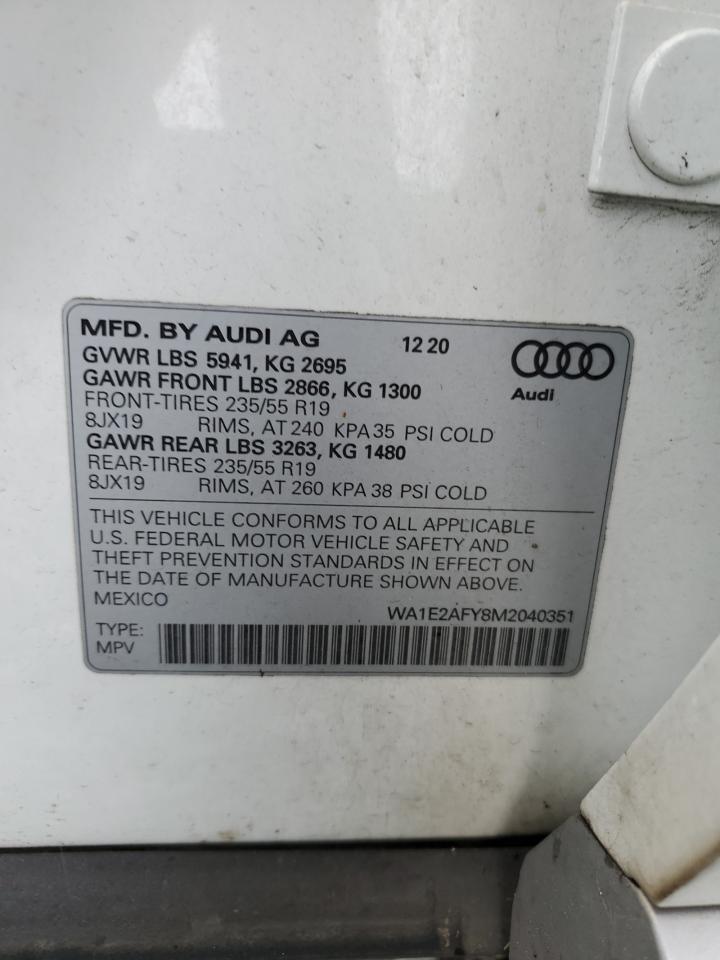 MFD. BY AUDI AG 12 20
GVWR LBS 5941, KG 2695
GAWR FRONT LBS 2866, KG 1300
FRONT-TIRES 235/55 R19
8JX19 RIMS, AT 240 KPA 35 PSI COLD
GAWR REAR LBS 3263, KG 1480
REAR-TIRES 235/55 R19
8JX19 RIMS, AT 260 KPA 38 PSI COLD
Audi
THIS VEHICLE CONFORMS TO ALL APPLICABLE
U.S. FEDERAL MOTOR VEHICLE SAFETY AND
THEFT PREVENTION STANDARDS IN EFFECT ON
THE DATE OF MANUFACTURE SHOWN ABOVE.
MEXICO
WA1E2AFY8M2040351
TYPE:
MPV